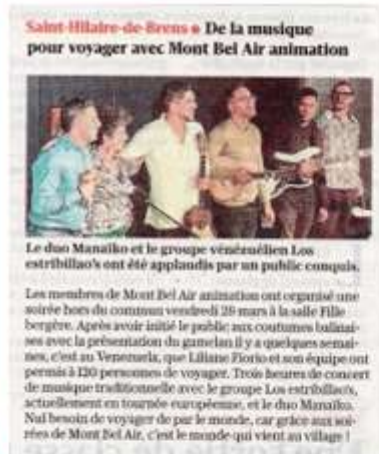 Saint-Hilaire-de-Brens ● De la musique
pour voyager avec Mont Bel Air animation
Le duo Manaïko et le groupe vénézuélien Los
estribillao's ont été applaudis par un public conquis.
Les membres de Mont Bel Air animation ont organisé une
soirée hors du commun vendredi 29 mars à la salle Fille
bergère. Après avoir initié le public aux coutumes balinai-
ses avec la présentation du gamelan il y a quelques semai-
nes, c'est au Venezuela, que Liliane Fiorio et son équipe ont
permis à 120 personnes de voyager. Trois heures de concert
de musique traditionnelle avec le groupe Los estribillao's,
actuellement en tournée européenne, et le duo Manaïko.
Nul besoin de voyager de par le monde, car grâce aux soi-
rées de Mont Bel Air, c'est le monde qui vient au village !